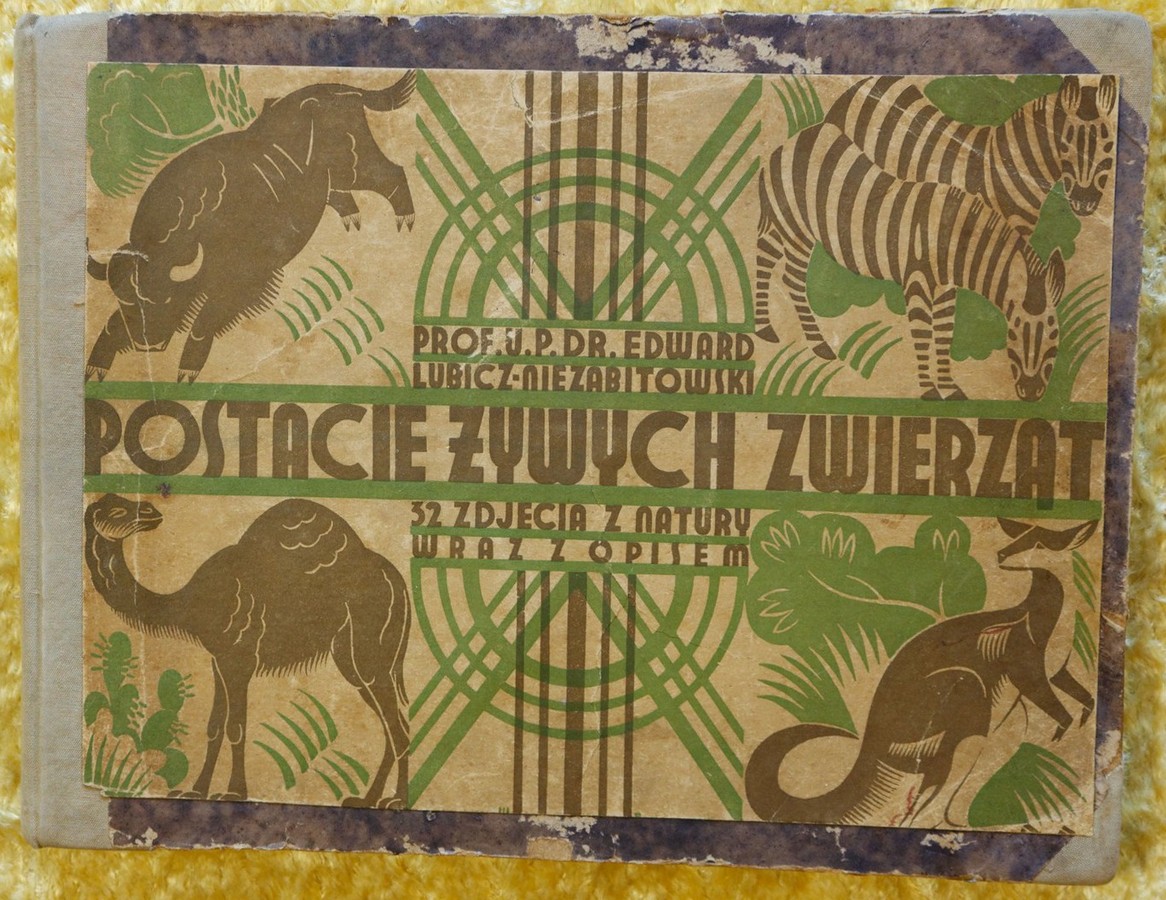 PROF. U.P. DR. EDWARD
LUBICZ-NIEZABITOWSKI
POSTACIE ŻYWYCH ZWIERZĄT
32 ZDJĘCIA Z NATURY
WRAZ Z OPISEM